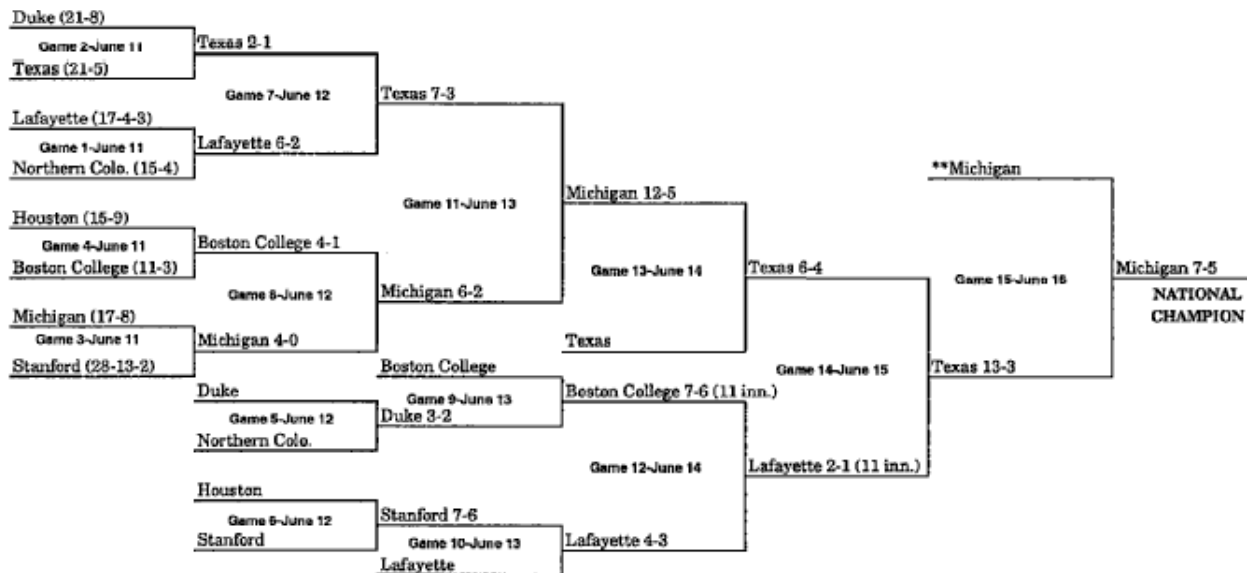 Duke (21-8)
Game 2-June 11
Texas 2-1
Texas (21-5)
Game 7-June 12
Texas 7-3
Lafayette (17-4-3)
Game 1-June 11
Lafayette 6-2
Northern Colo. (15-4)
**Michigan
Game 11-June 13
Michigan 12-5
Houston (15-9)
Game 4-June 11
Boston College 4-1
Boston College (11-3)
Game 13-June 14
Texas 6-4
Game 15-June 16
Michigan 7-5
NATIONAL
CHAMPION
Game 8-June 12
Michigan 6-2
Michigan (17-8)
Game 3-June 11
Michigan 4-0
Texas
Stanford (28-13-2)
Boston College
Game 14-June 15
Texas 13-3
Duke
Game 9-June 13
Boston College 7-6 (11 inn.)
Game 5-June 12
Duke 3-2
Northern Colo.
Game 12-June 14
Lafayette 2-1 (11 inn.)
Houston
Game 6-June 12
Stanford 7-6
Stanford
Game 10-June 13
Lafayette 4-3
Lafayette